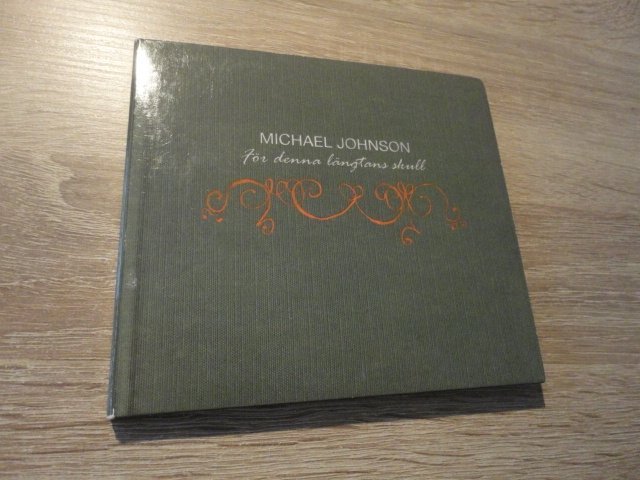 MICHAEL JOHNSON
För denna längtans skull